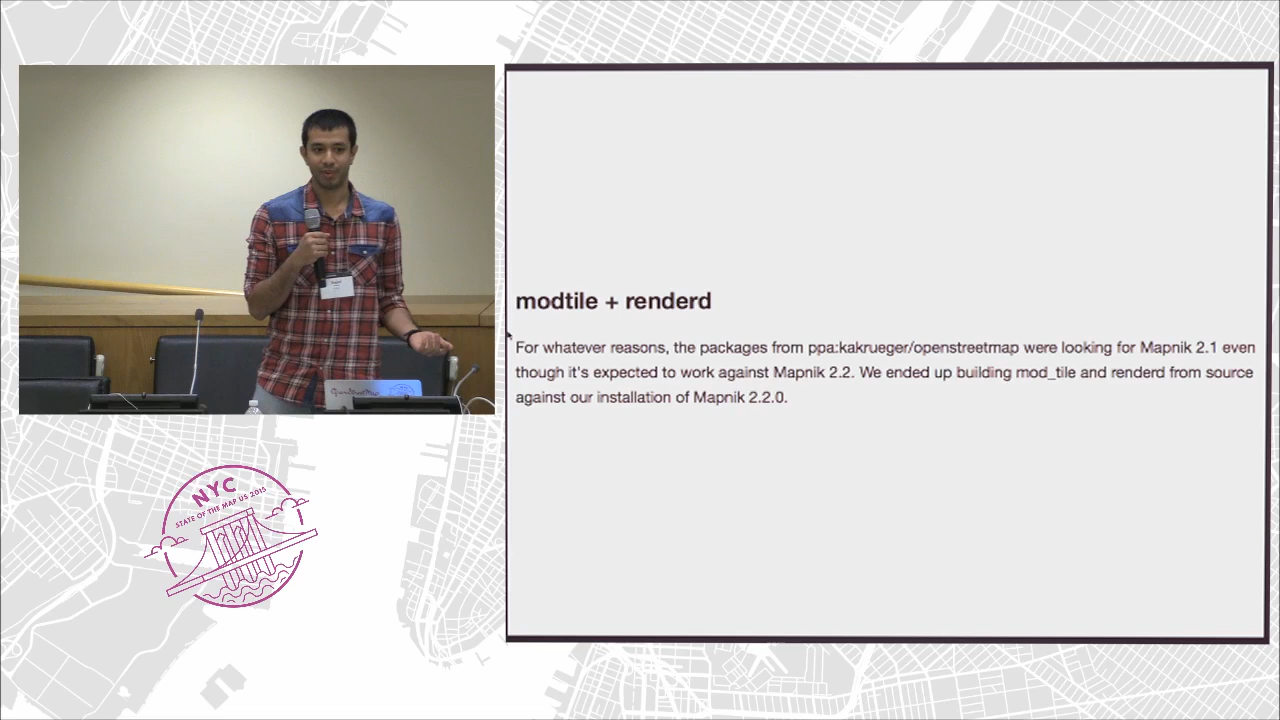 modtile + renderd
For whatever reasons, the packages from ppa:kakrueger/openstreetmap were looking for Mapnik 2.1 even
though it's expected to work against Mapnik 2.2. We ended up building mod_tile and renderd from source
against our installation of Mapnik 2.2.0.
OpenStreetMap
NYC
STATE OF THE MAP US 2015